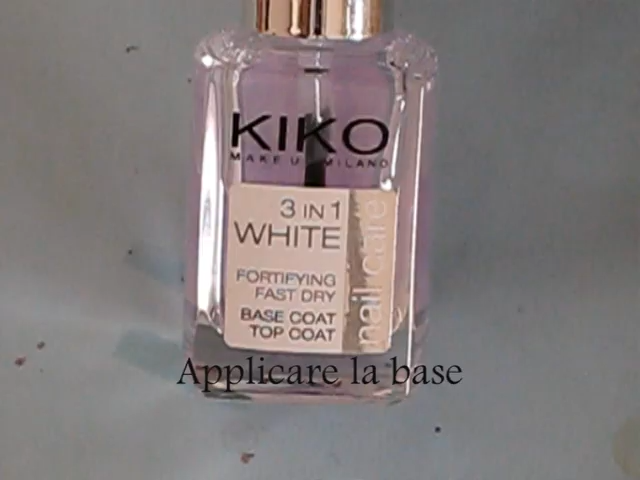 KIKO
MAKE UP MILANO
3 IN 1
WHITE
FORTIFYING
FAST DRY
BASE COAT
TOP COAT
nail care
Applicare la base